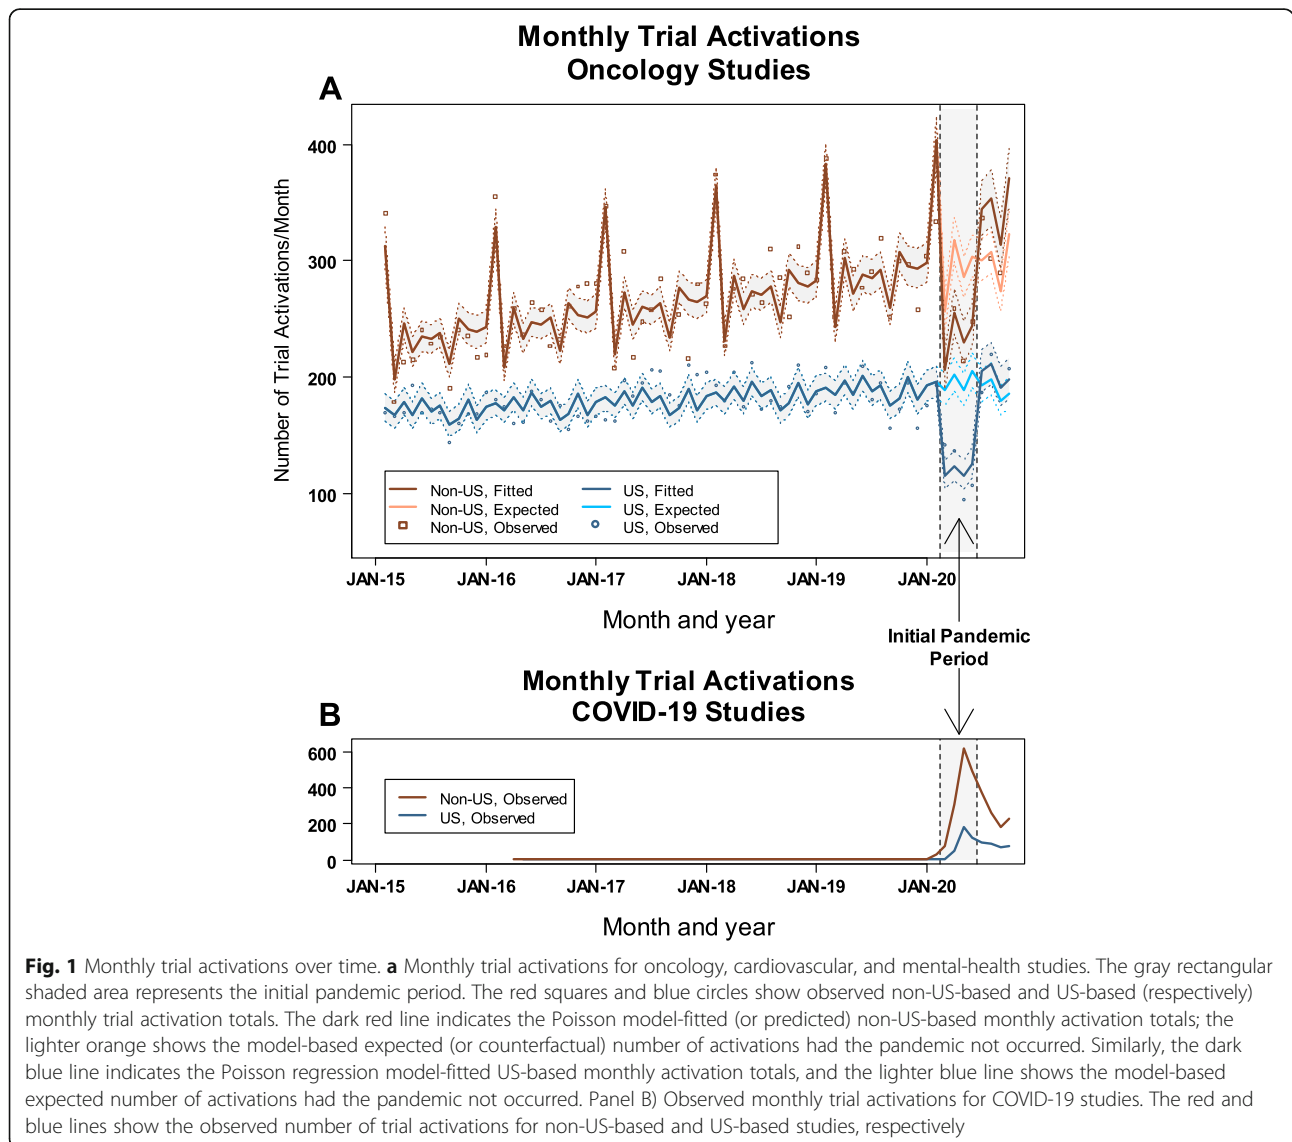 Monthly Trial Activations
Oncology Studies
A
Number of Trial Activations/Month
400
300
200
100
Non-US, Fitted
Non-US, Expected
Non-US, Observed
US, Fitted
US, Expected
US, Observed
JAN-15 JAN-16 JAN-17 JAN-18 JAN-19 JAN-20
Month and year
Initial Pandemic
Period
Monthly Trial Activations
COVID-19 Studies
B
600
400
200
0
Non-US, Observed
US, Observed
JAN-15 JAN-16 JAN-17 JAN-18 JAN-19 JAN-20
Month and year
Fig. 1 Monthly trial activations over time. a Monthly trial activations for oncology, cardiovascular, and mental-health studies. The gray rectangular
shaded area represents the initial pandemic period. The red squares and blue circles show observed non-US-based and US-based (respectively)
monthly trial activation totals. The dark red line indicates the Poisson model-fitted (or predicted) non-US-based monthly activation totals; the
lighter orange shows the model-based expected (or counterfactual) number of activations had the pandemic not occurred. Similarly, the dark
blue line indicates the Poisson regression model-fitted US-based monthly activation totals, and the lighter blue line shows the model-based
expected number of activations had the pandemic not occurred. Panel B) Observed monthly trial activations for COVID-19 studies. The red and
blue lines show the observed number of trial activations for non-US-based and US-based studies, respectively